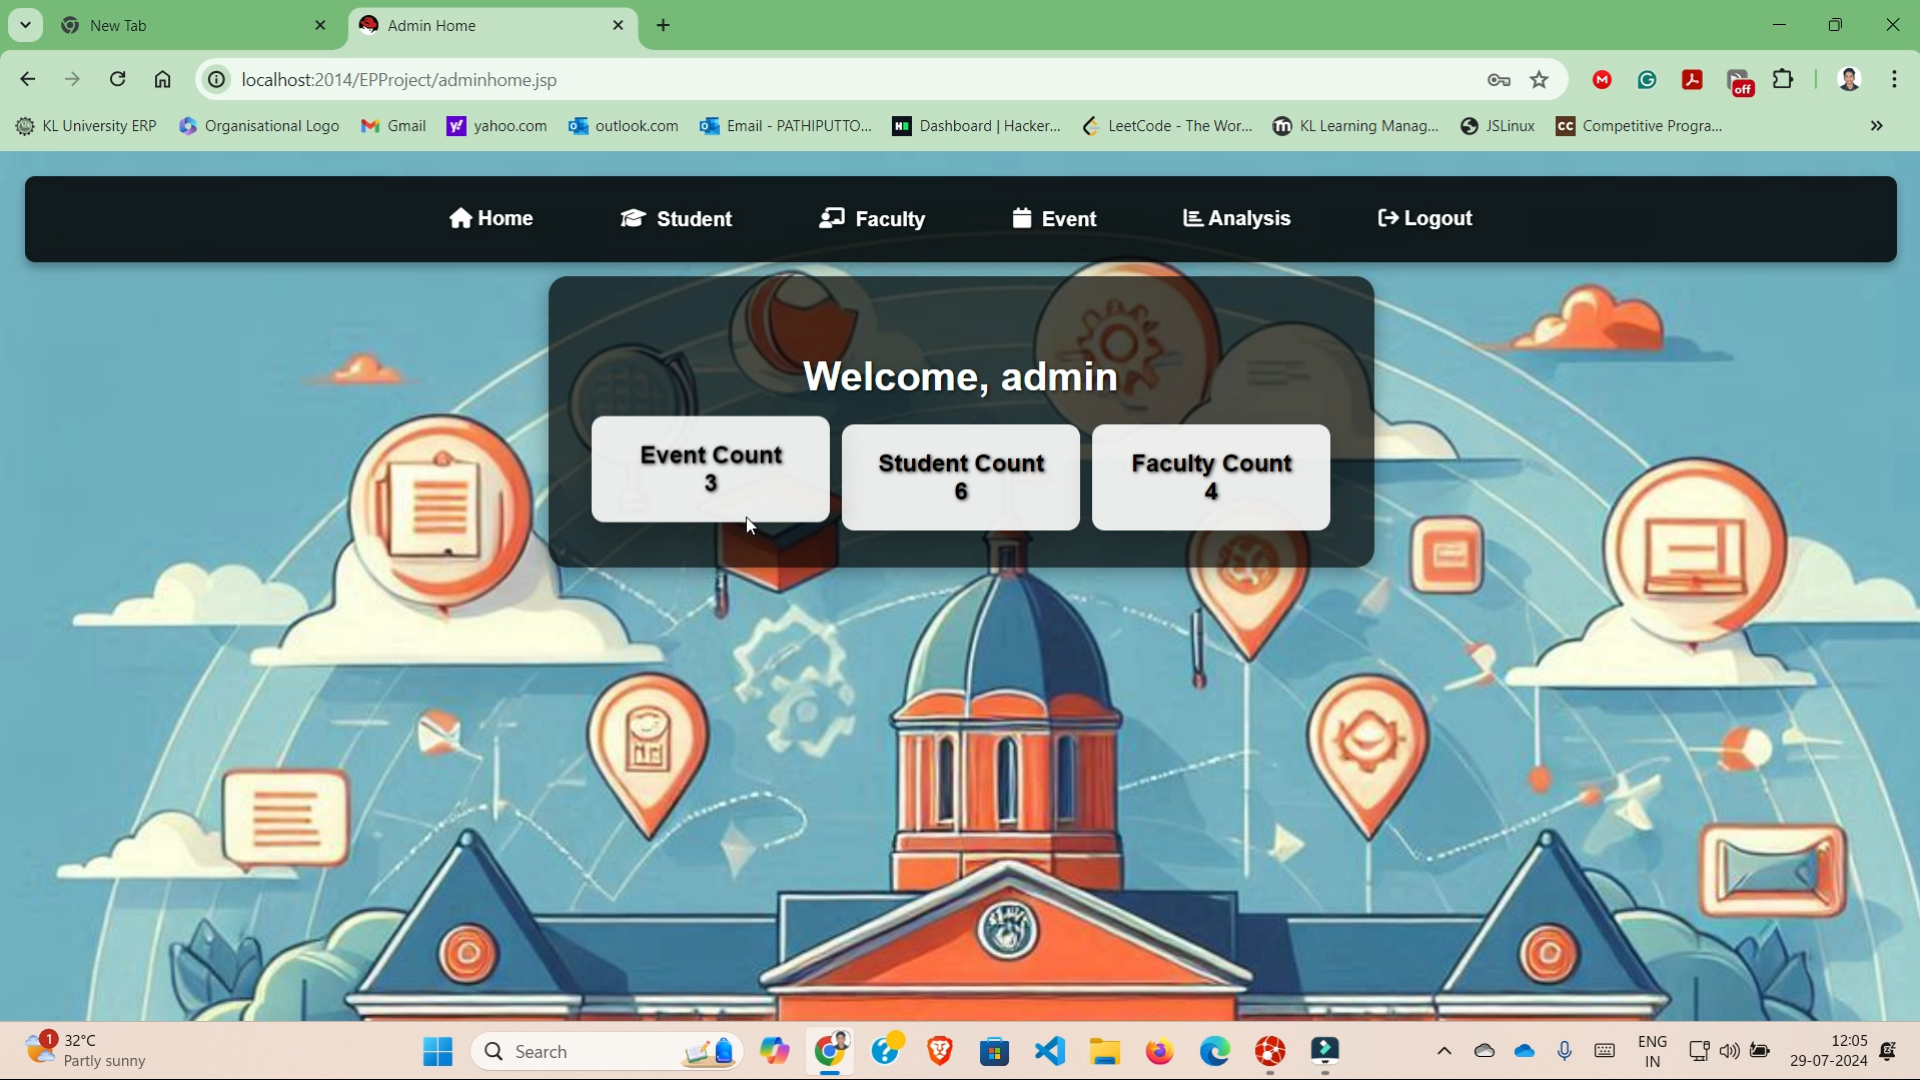 New Tab
Admin Home
localhost:2014/EPProject/adminhome.jsp
off
KL University ERP
Organisational Logo
Gmail
yahoo.com
outlook.com
Email - PATHIPUTTO...
Dashboard | Hacker...
LeetCode - The Wor...
KL Learning Manag...
JSLinux
CC Competitive Progra...
Home
Student
Faculty
Event
Analysis
Logout
Welcome, admin
Event Count
3
Student Count
6
Faculty Count
4
1
32°C
Partly sunny
Search
ENG
IN
12:05
29-07-2024